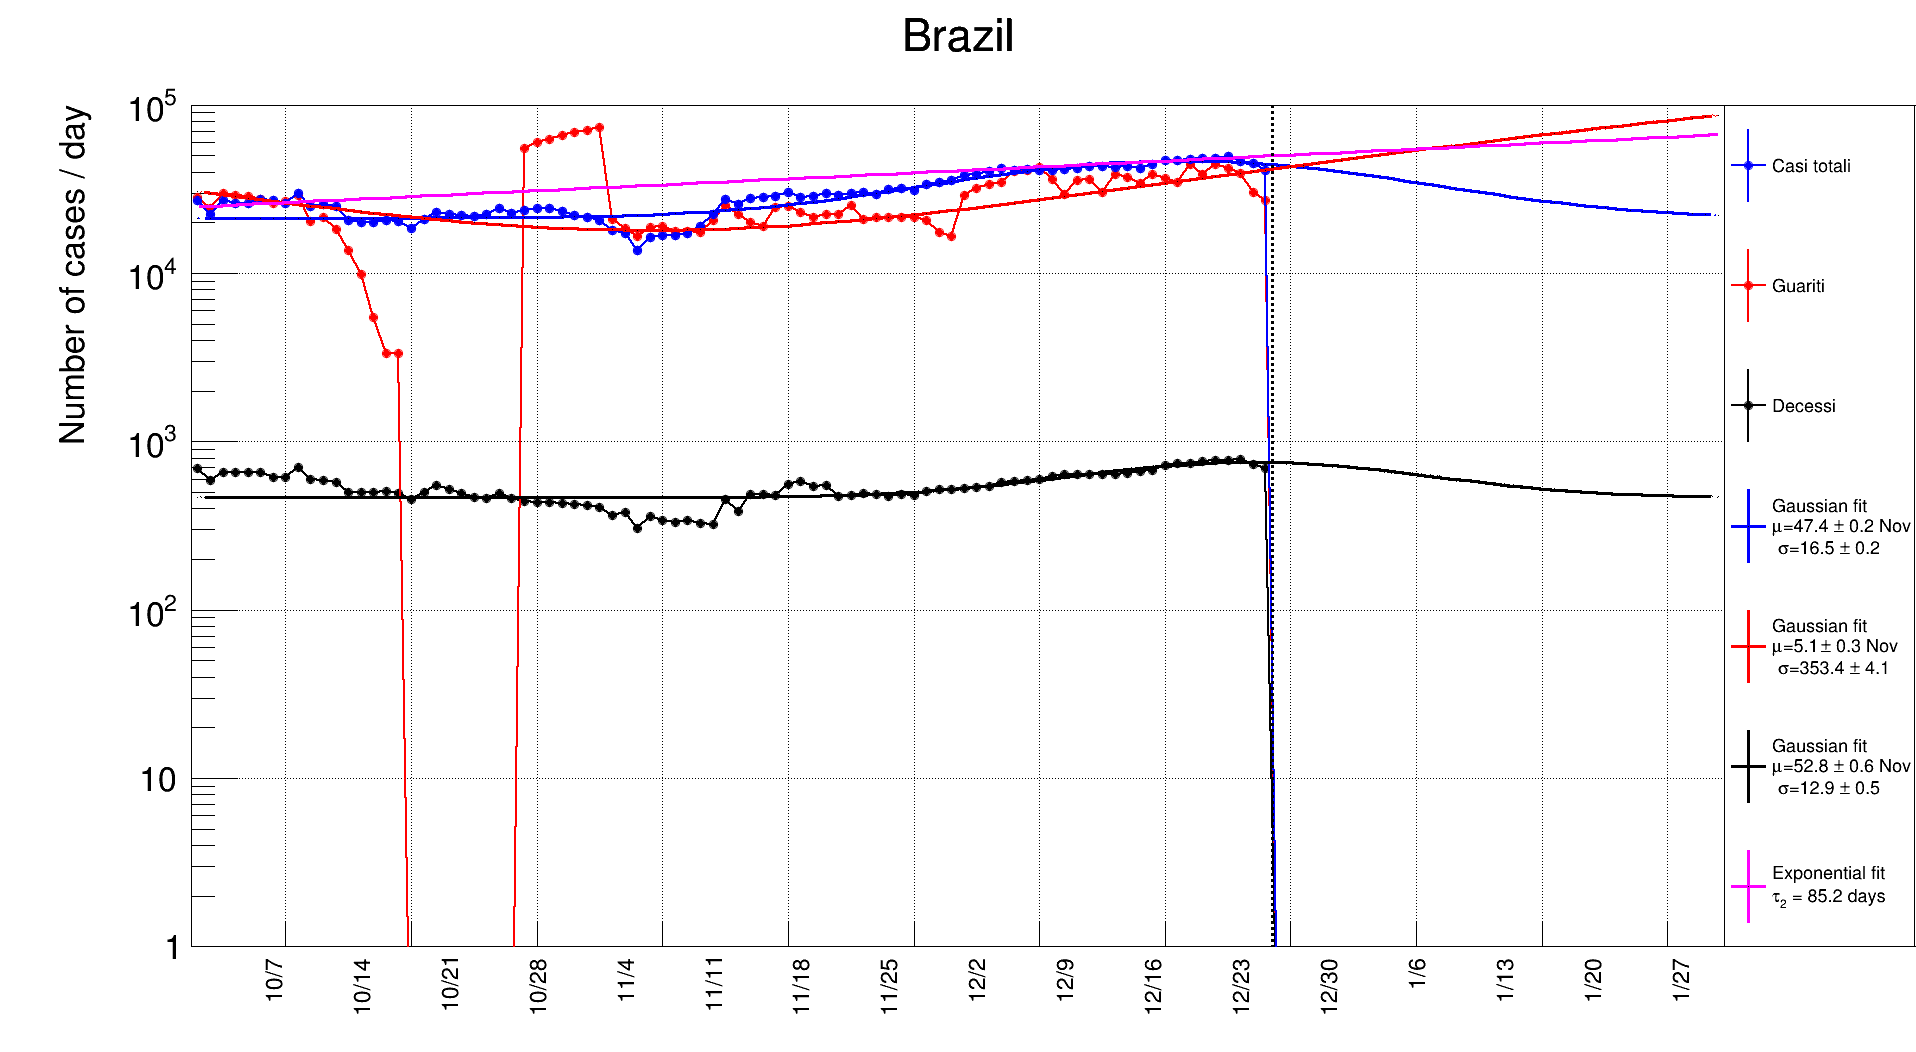 Brazil
Number of cases / day
10^5
10^4
10^3
10^2
10
1
10/7
10/14
10/21
10/28
11/4
11/11
11/18
11/25
12/2
12/9
12/16
12/23
12/30
1/6
1/13
1/20
1/27
Casi totali
Guariti
Decessi
Gaussian fit
μ=47.4 ± 0.2 Nov
σ=16.5 ± 0.2
Gaussian fit
μ=5.1 ± 0.3 Nov
σ=353.4 ± 4.1
Gaussian fit
μ=52.8 ± 0.6 Nov
σ=12.9 ± 0.5
Exponential fit
τ₂ = 85.2 days